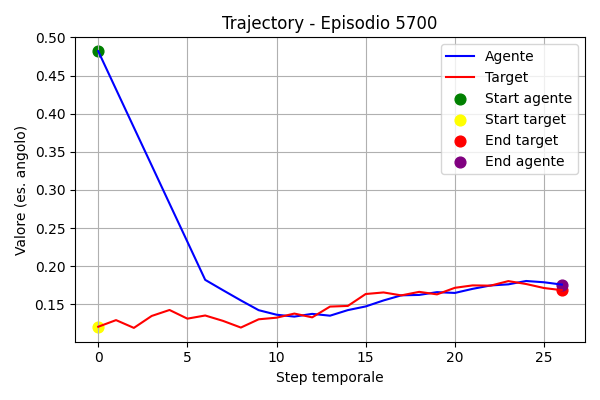 Trajectory - Episodio 5700
Valore (es. angolo)
0.50
0.45
0.40
0.35
0.30
0.25
0.20
0.15
Agente
Target
Start agente
Start target
End target
End agente
0 5 10 15 20 25
Step temporale